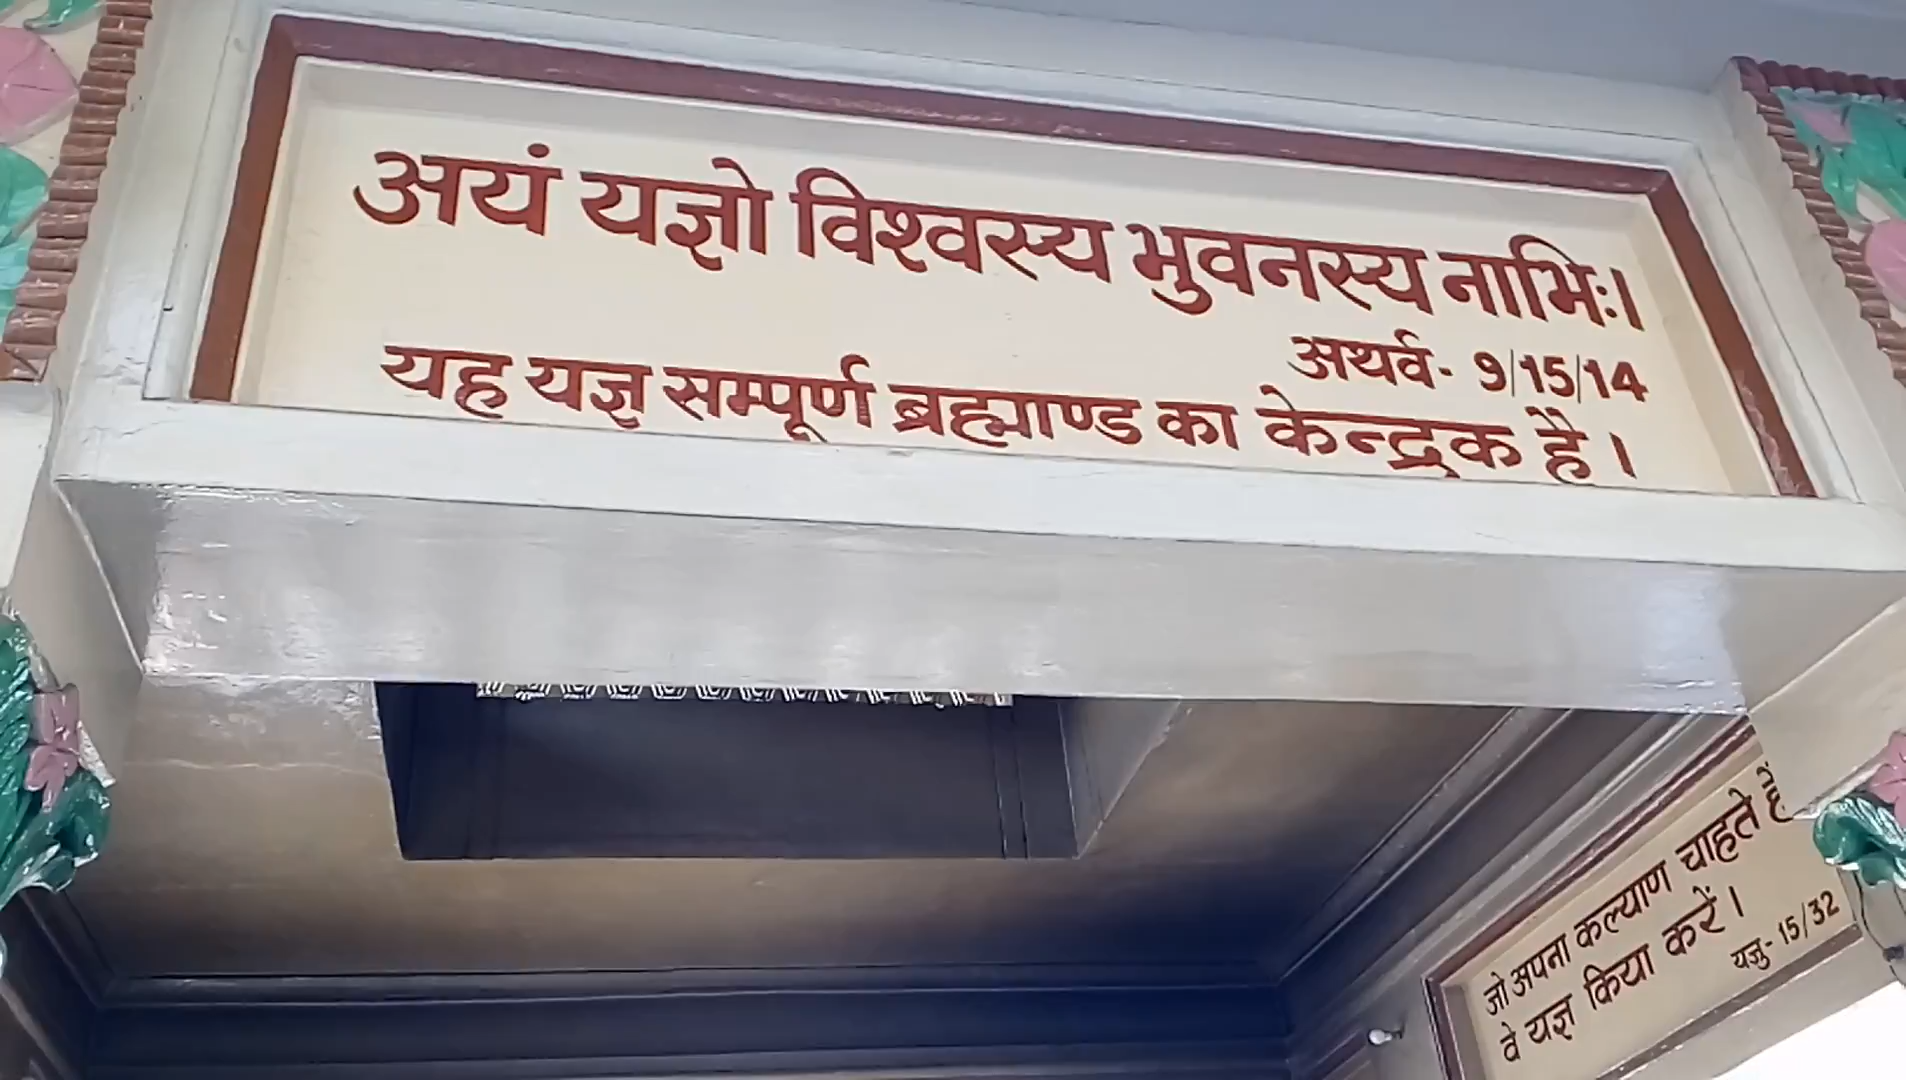 अयं यज्ञो विश्वस्य भुवनस्य नाभिः।
अथर्व- 9/15/14
यह यज्ञ सम्पूर्ण ब्रह्माण्ड का केन्द्रक है।
जो अपना कल्याण चाहते हैं
वे यज्ञ किया करें।
यजु- 15/32